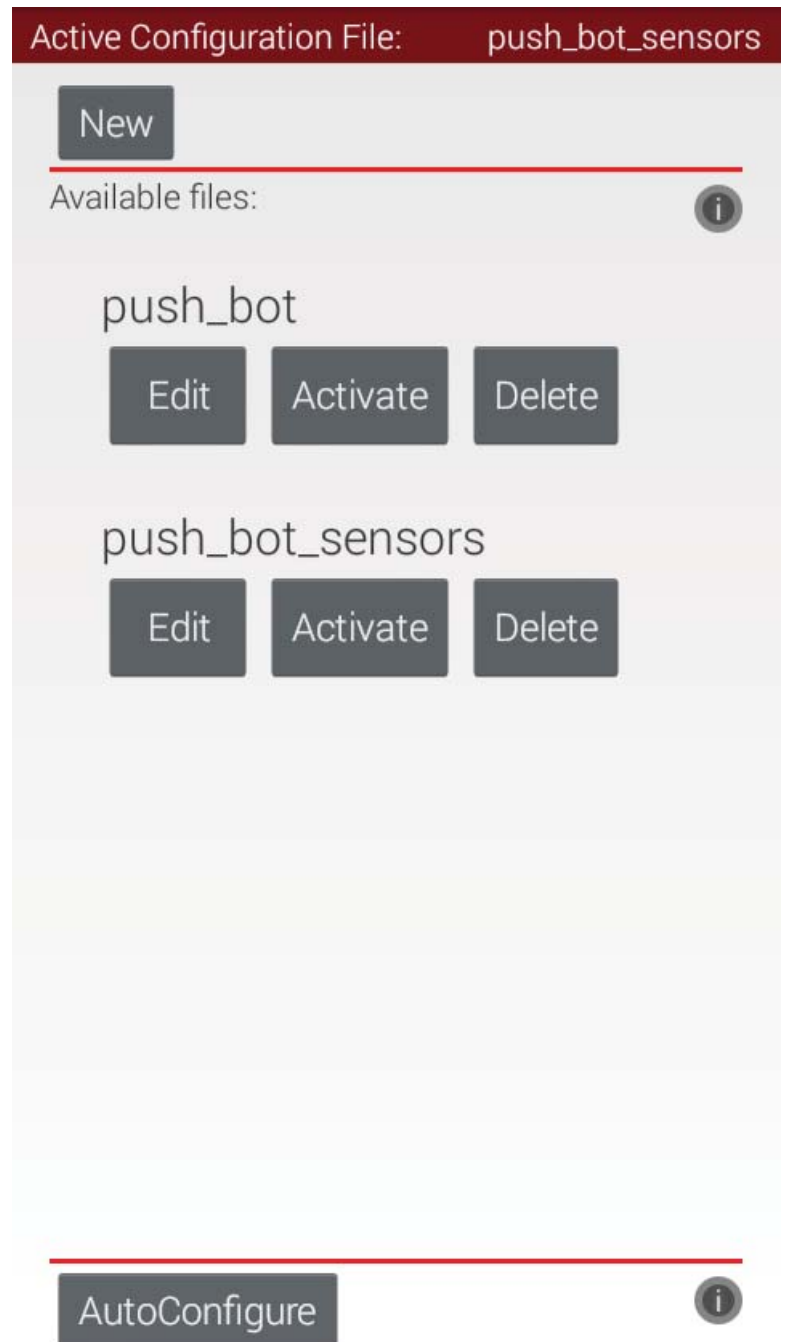 Active Configuration File: push_bot_sensors
New
Available files:
i
push_bot
Edit Activate Delete
push_bot_sensors
Edit Activate Delete
AutoConfigure
i